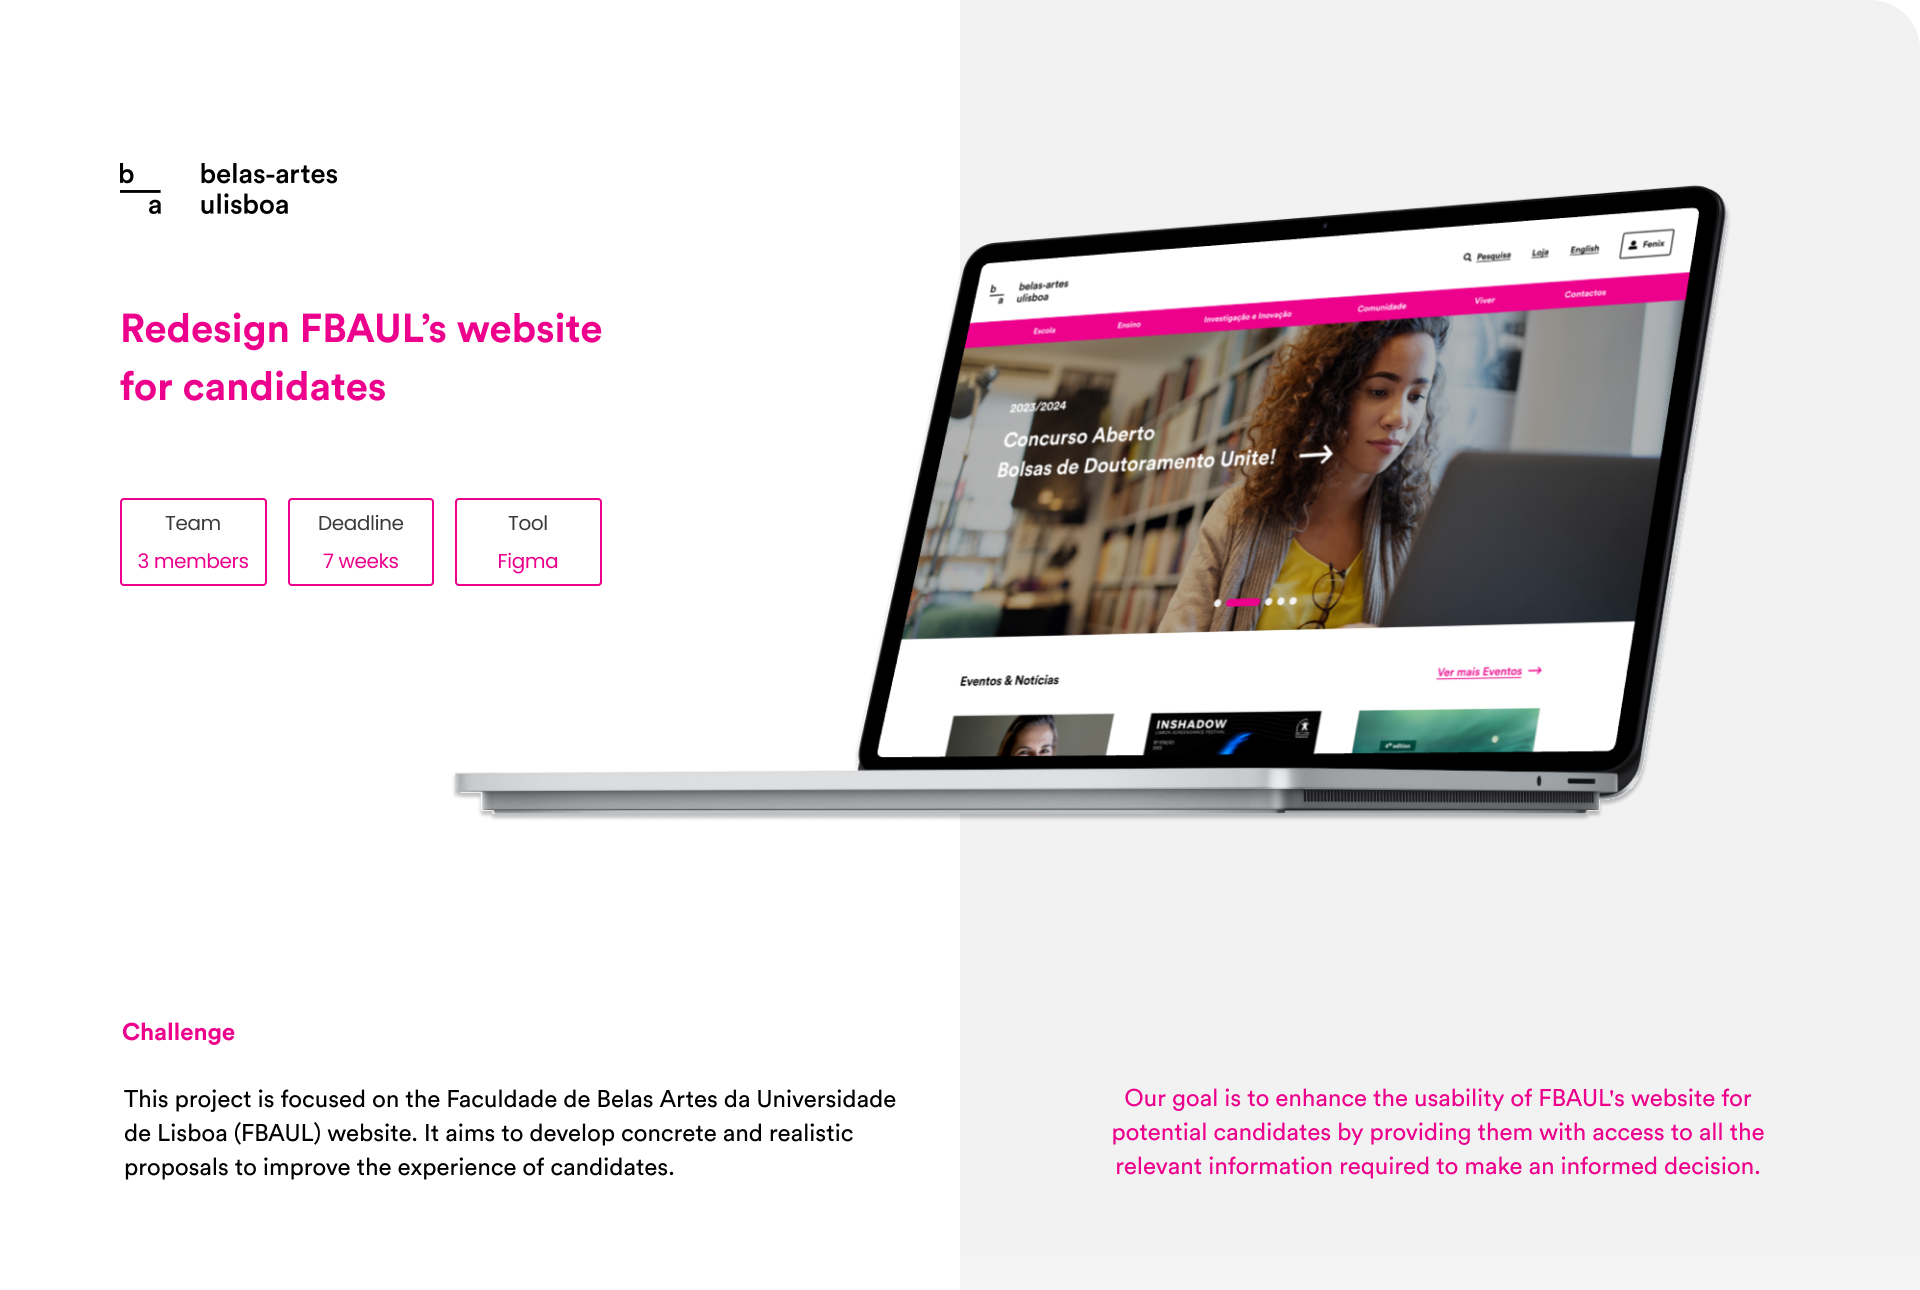 b
a
belas-artes
ulisboa
Redesign FBAUL’s website
for candidates
Team
3 members
Deadline
7 weeks
Tool
Figma
Pesquisa
Loja
English
Fenix
b
a
belas-artes
ulisboa
Escola
Ensino
Investigação e Inovação
Comunidade
Viver
Contactos
2023/2024
Concurso Aberto
Bolsas de Doutoramento Unite!
Eventos & Notícias
Ver mais Eventos
INSHADOW
LISBON SCREENDANCE FESTIVAL
4th edition
Challenge
This project is focused on the Faculdade de Belas Artes da Universidade
de Lisboa (FBAUL) website. It aims to develop concrete and realistic
proposals to improve the experience of candidates.
Our goal is to enhance the usability of FBAUL's website for
potential candidates by providing them with access to all the
relevant information required to make an informed decision.